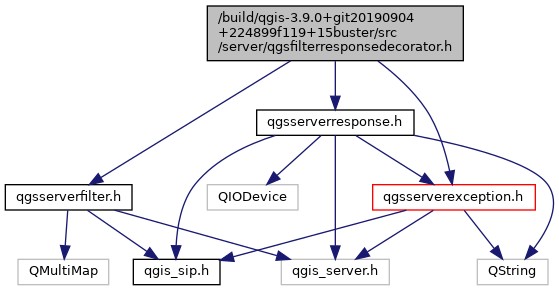 /build/qgis-3.9.0+git20190904
+224899f119+15buster/src
/server/qgsfilterresponsedecorator.h
qgsserverresponse.h
qgsserverfilter.h
QIODevice
qgsserverexception.h
QMultiMap
qgis_sip.h
qgis_server.h
QString